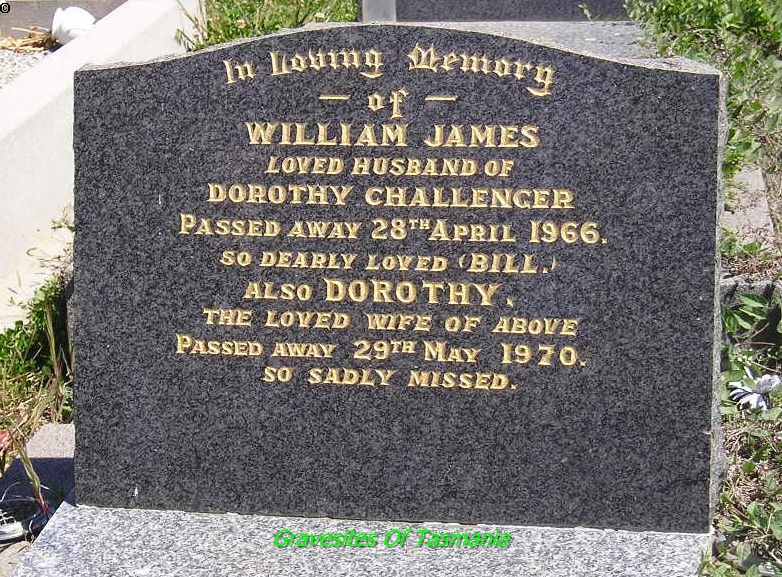 In Loving Memory
— of —
WILLIAM JAMES
LOVED HUSBAND OF
DOROTHY CHALLENGER
PASSED AWAY 28TH APRIL 1966.
SO DEARLY LOVED (BILL.)
ALSO DOROTHY.
THE LOVED WIFE OF ABOVE
PASSED AWAY 29TH MAY 1970.
SO SADLY MISSED.
Gravesites Of Tasmania
©